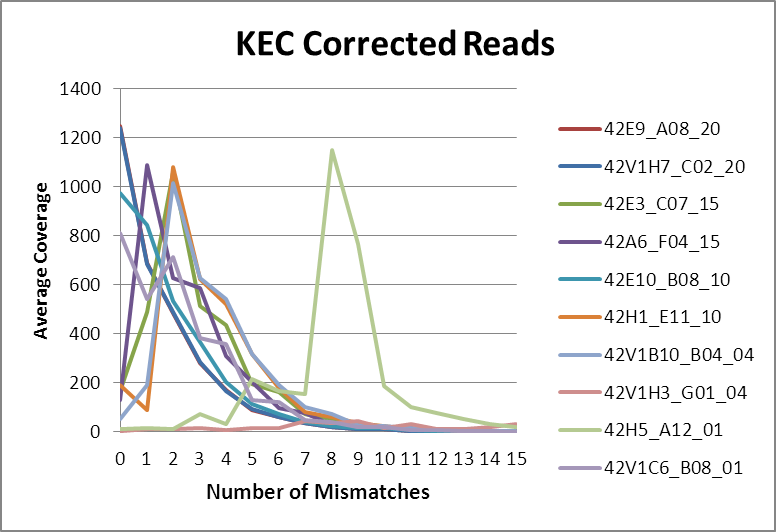 KEC Corrected Reads
1400
1200
1000
800
600
400
200
0
Average Coverage
0 1 2 3 4 5 6 7 8 9 10 11 12 13 14 15
Number of Mismatches
42E9_A08_20
42V1H7_C02_20
42E3_C07_15
42A6_F04_15
42E10_B08_10
42H1_E11_10
42V1B10_B04_04
42V1H3_G01_04
42H5_A12_01
42V1C6_B08_01